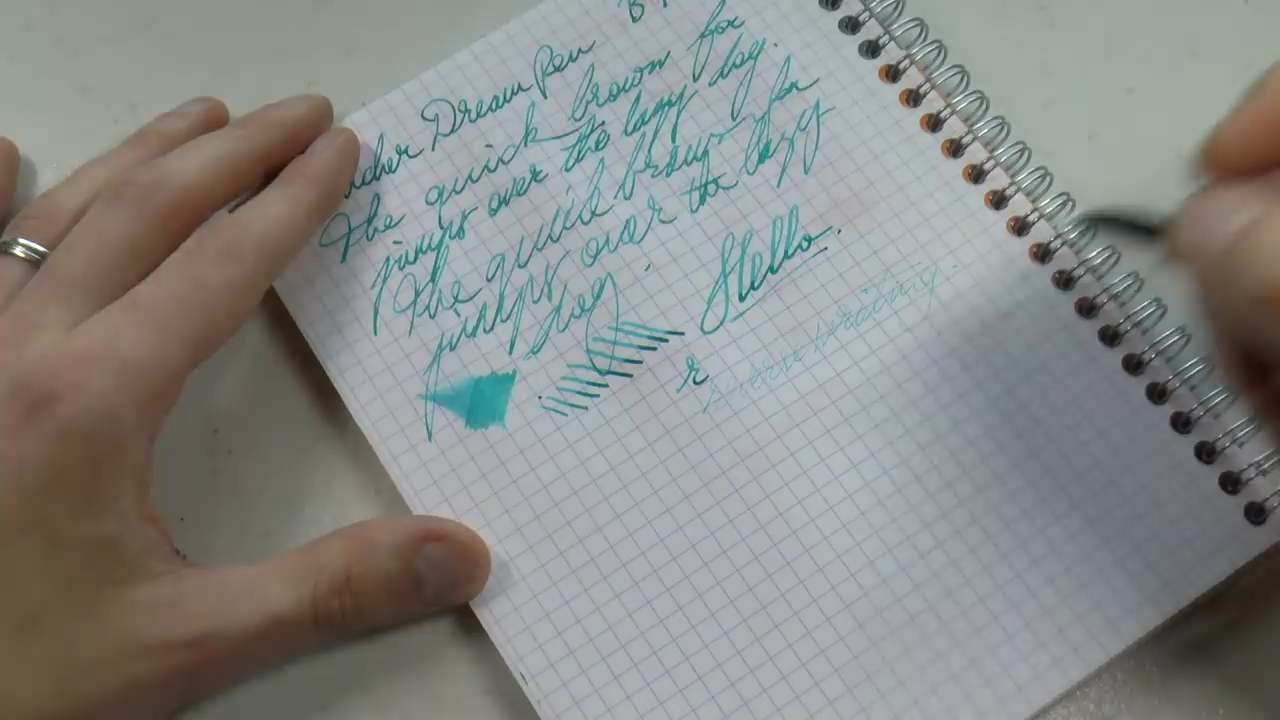 Dream Pen
The quick brown fox
jumps over the lazy dog.
The quick brown fox
jumps over the lazy
dog.
Hello.
r
writing.